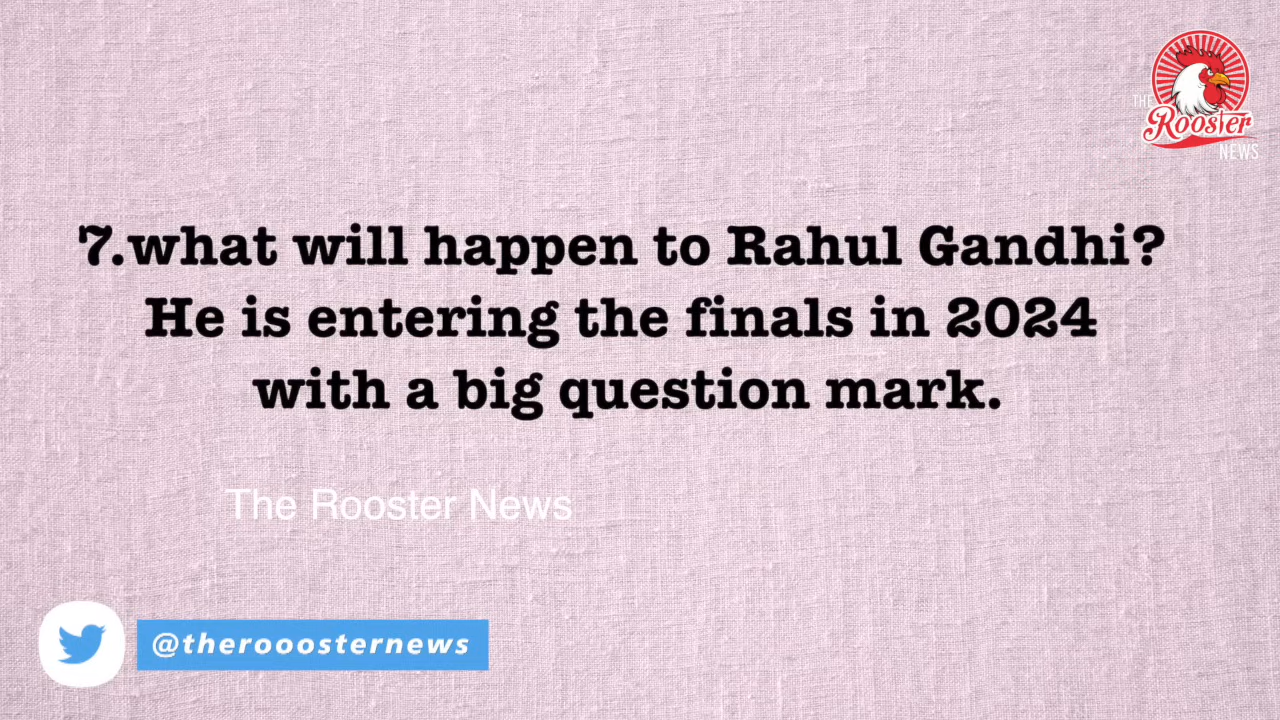 THE
Rooster
NEWS
7.what will happen to Rahul Gandhi?
He is entering the finals in 2024
with a big question mark.
The Rooster News
@therooosternews